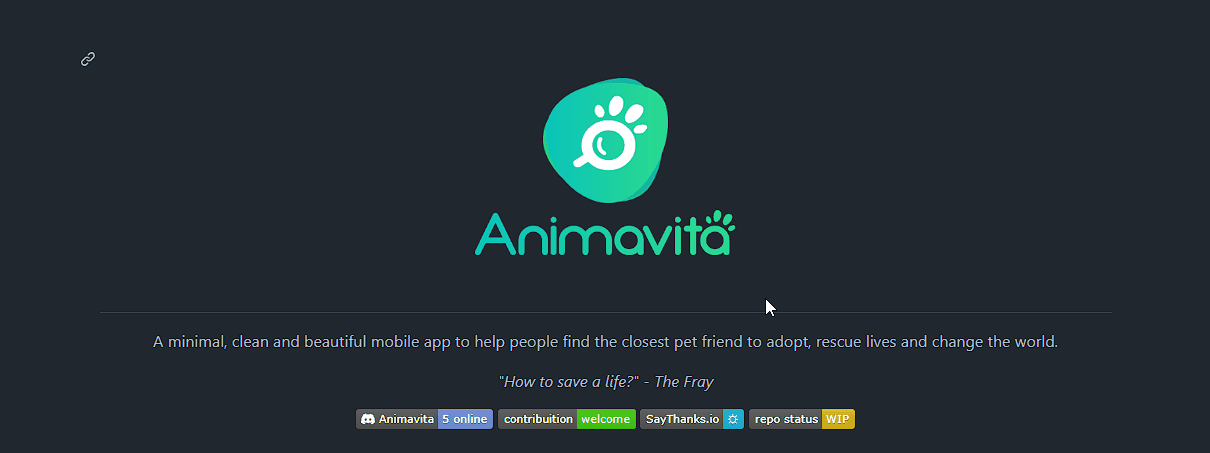 Animavita
A minimal, clean and beautiful mobile app to help people find the closest pet friend to adopt, rescue lives and change the world.
"How to save a life?" - The Fray
Animavita 5 online contribuition welcome SayThanks.io repo status WIP